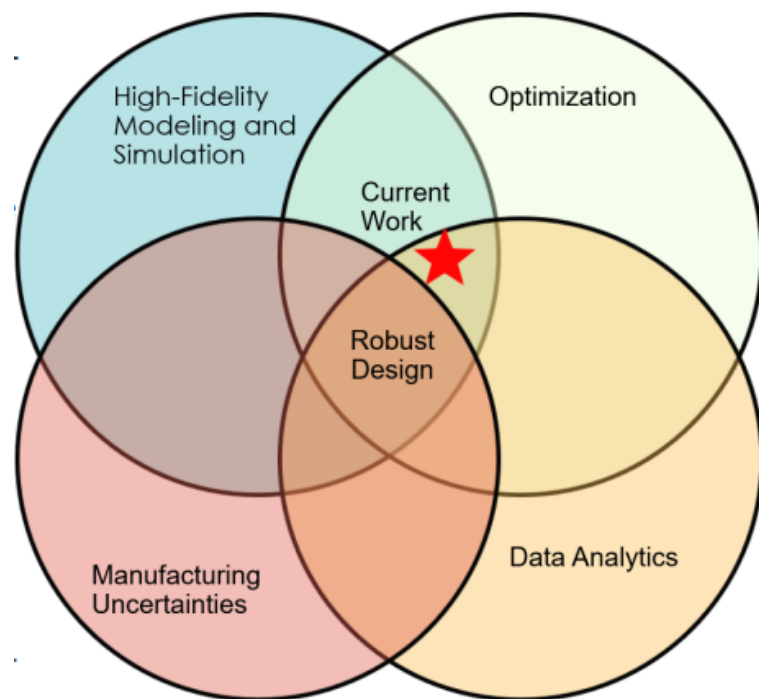 High-Fidelity
Modeling and
Simulation
Optimization
Current
Work
Robust
Design
Manufacturing
Uncertainties
Data Analytics